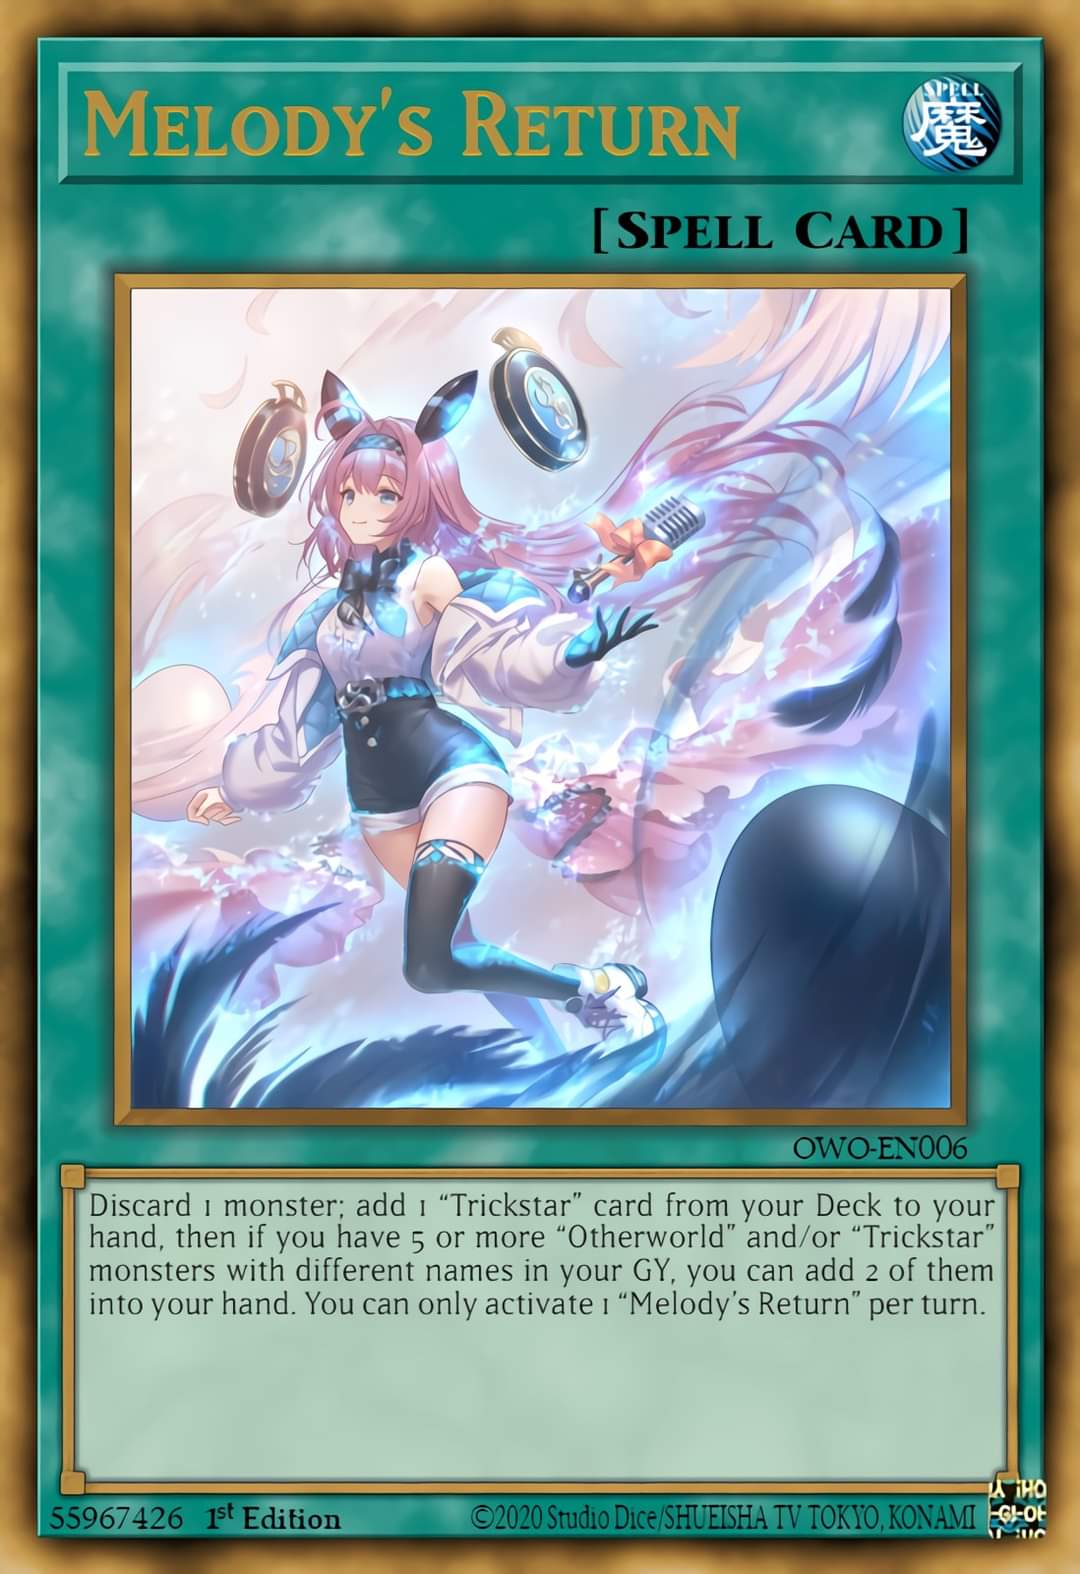 MELODY'S RETURN
SPELL
魔
[SPELL CARD]
OWO-EN006
Discard 1 monster; add 1 “Trickstar” card from your Deck to your
hand, then if you have 5 or more “Otherworld” and/or “Trickstar”
monsters with different names in your GY, you can add 2 of them
into your hand. You can only activate 1 “Melody’s Return” per turn.
55967426 1st Edition ©2020 Studio Dice/SHUEISHA TV TOKYO, KONAMI